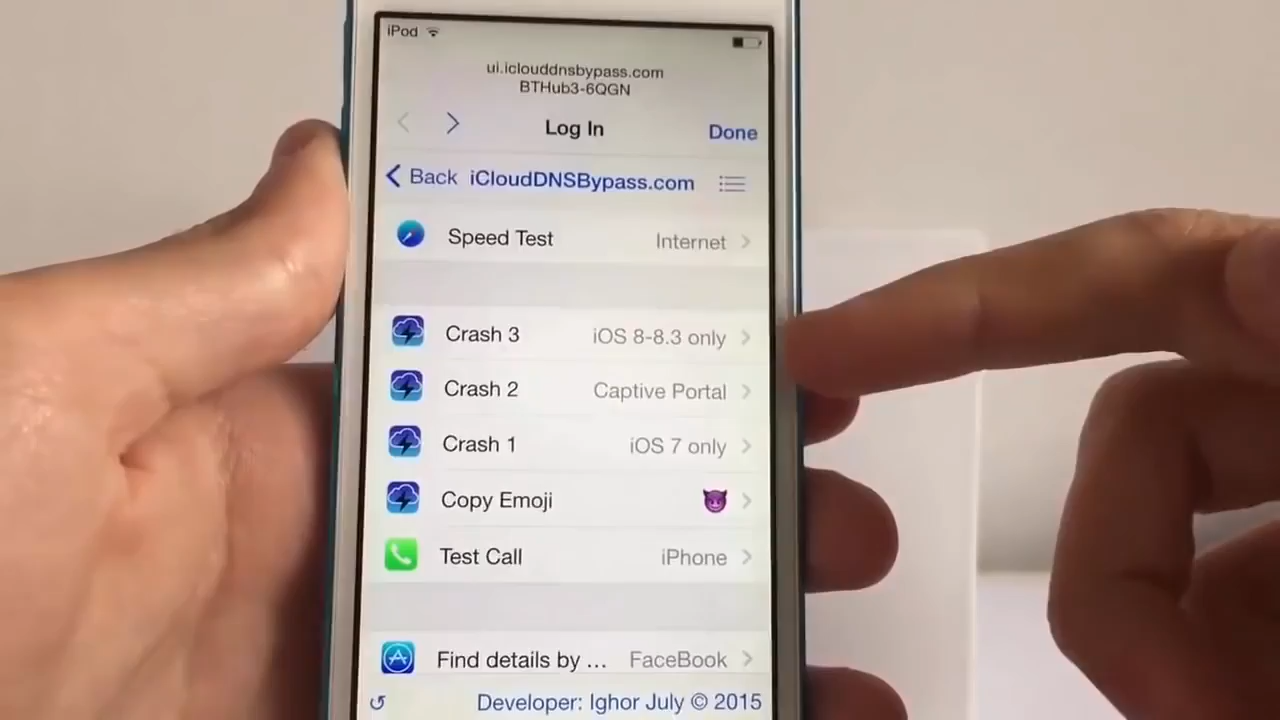 iPod
ui.iclouddnsbypass.com
BTHub3-6QGN
Log In Done
Back iCloudDNSBypass.com
Speed Test Internet
Crash 3 iOS 8-8.3 only
Crash 2 Captive Portal
Crash 1 iOS 7 only
Copy Emoji 😈
Test Call iPhone
Find details by ... FaceBook
Developer: Ighor July © 2015